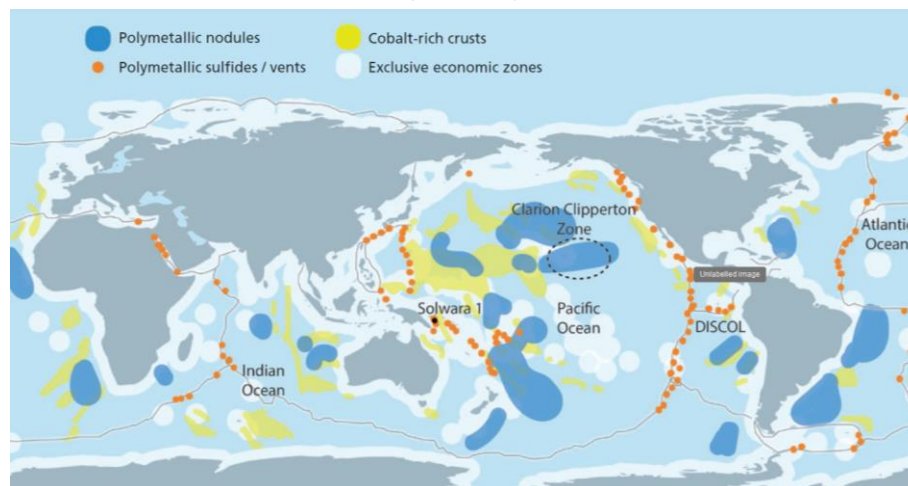 Polymetallic nodules
Cobalt-rich crusts
Polymetallic sulfides / vents
Exclusive economic zones
Clarion Clipperton
Zone
Atlantic
Ocean
Unlabelled image
Solwara 1
Pacific
Ocean
DISCOL
Indian
Ocean